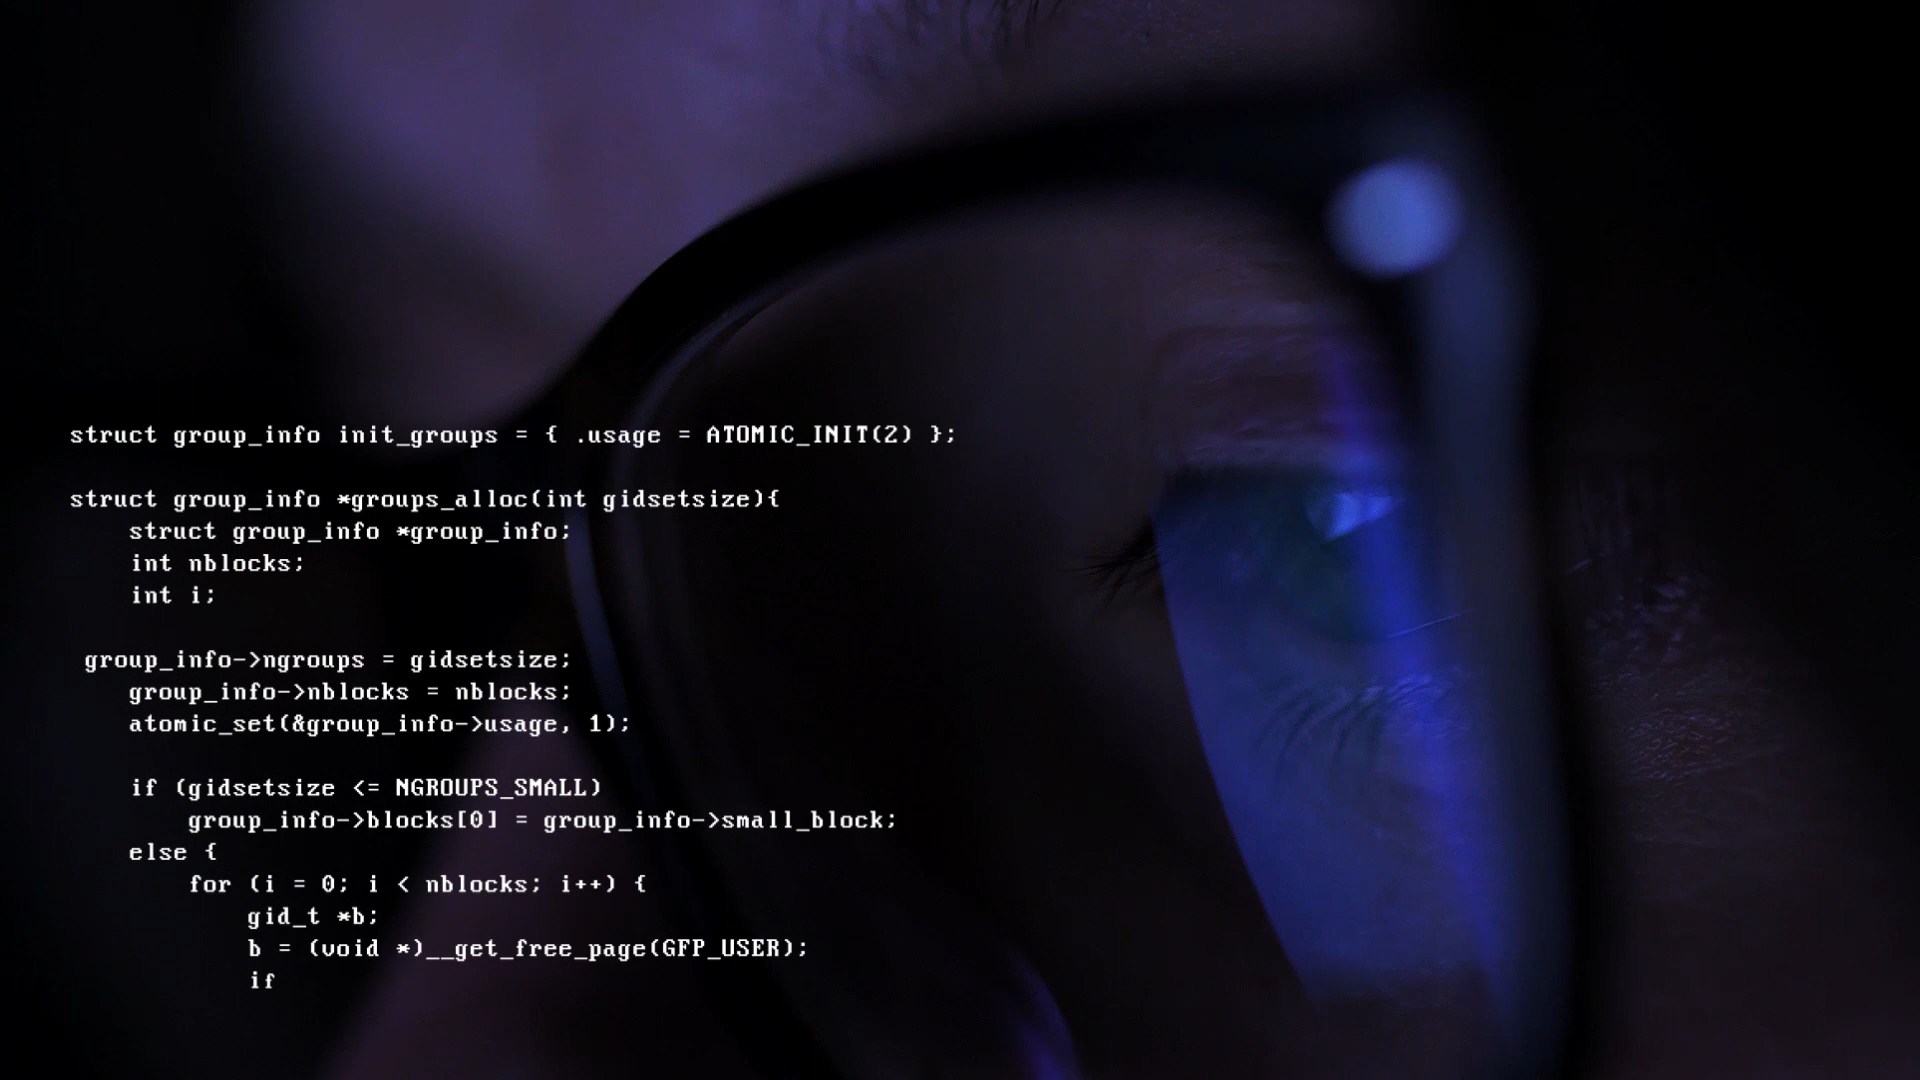 struct group_info init_groups = { .usage = ATOMIC_INIT(2) };
struct group_info *groups_alloc(int gidsetsize){
struct group_info *group_info;
int nblocks;
int i;
group_info->ngroups = gidsetsize;
group_info->nblocks = nblocks;
atomic_set(&group_info->usage, 1);
if (gidsetsize <= NGROUPS_SMALL)
group_info->blocks[0] = group_info->small_block;
else {
for (i = 0; i < nblocks; i++) {
gid_t *b;
b = (void *)__get_free_page(GFP_USER);
if